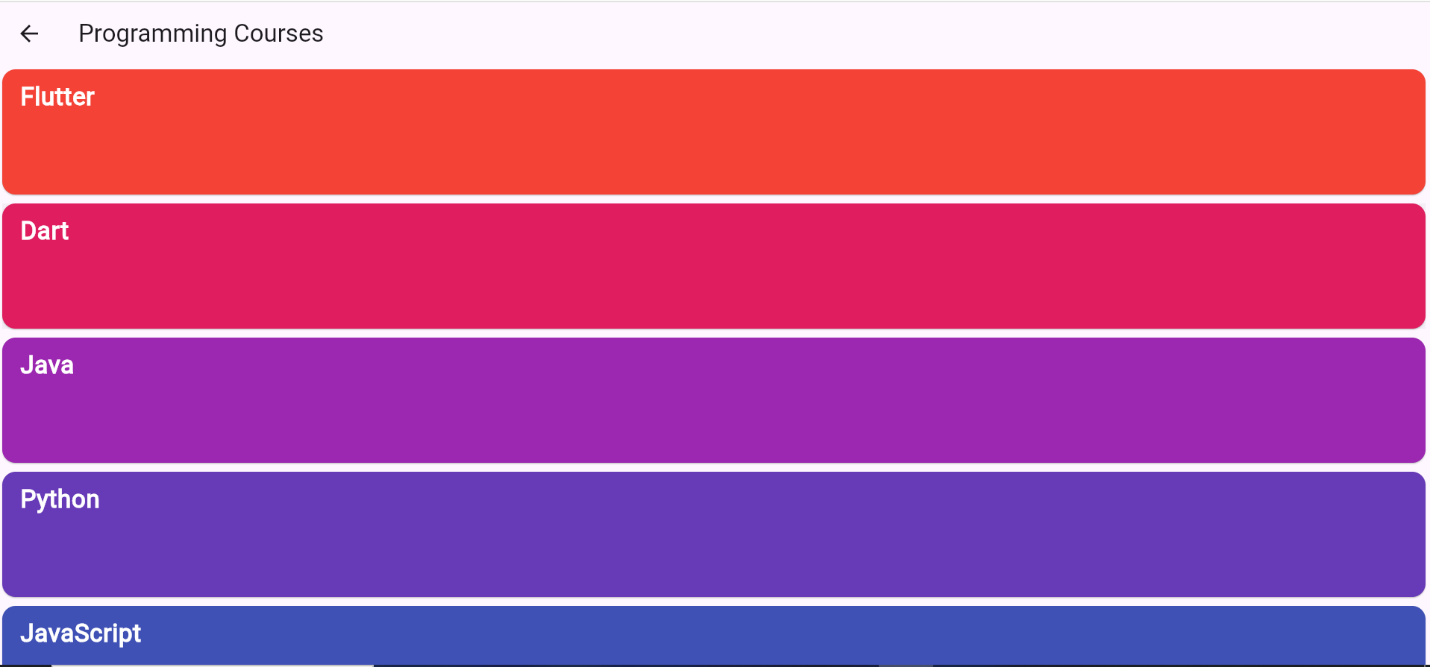 Programming Courses
Flutter
Dart
Java
Python
JavaScript